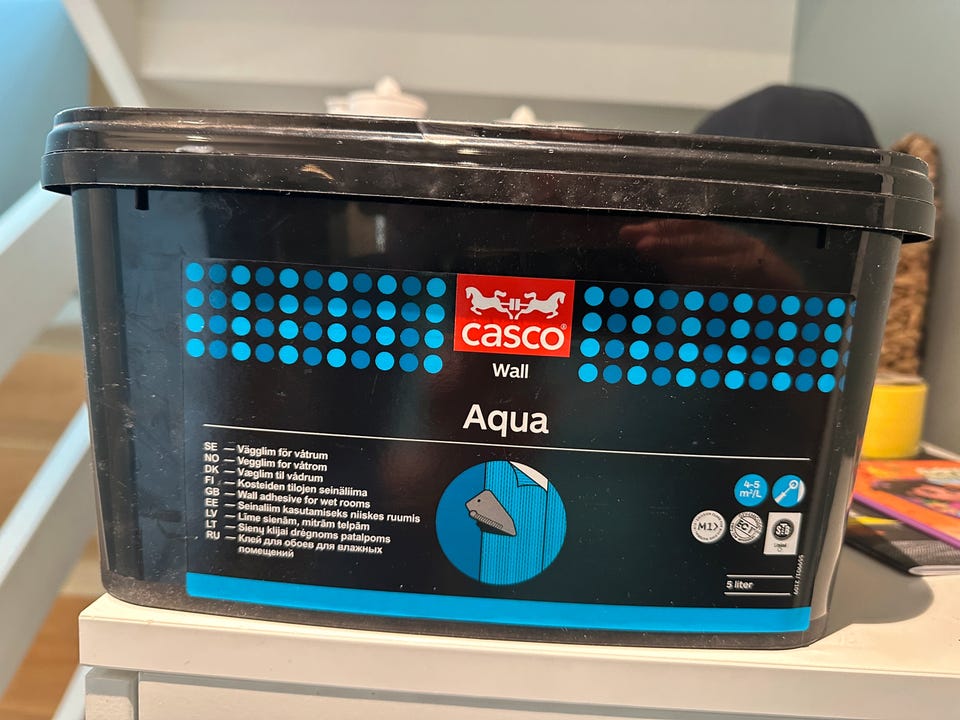 casco®
Wall
Aqua
SE — Vägglim för våtrum
NO — Vegglim for våtrom
DK — Væglim til vådrum
FI — Kosteiden tilojen seinäliima
GB — Wall adhesive for wet rooms
EE — Seinaliim kasutamiseks niiskes ruumis
LV — Līme sienām, mitrām telpām
LT — Sienų klijai drėgnoms patalpoms
RU — Клей для обоев для влажных
помещений
4-5
m²/L
M1
5 liter